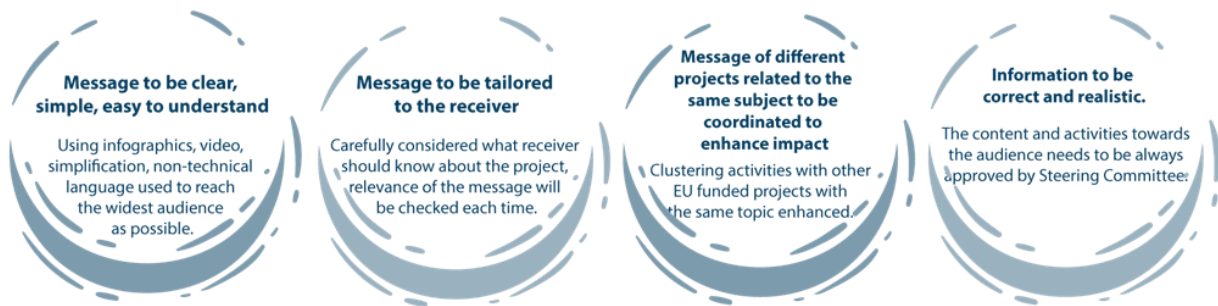 Message to be clear,
simple, easy to understand
Using infographics, video,
simplification, non-technical
language used to reach
the widest audience
as possible.
Message to be tailored
to the receiver
Carefully considered what receiver
should know about the project,
relevance of the message will
be checked each time.
Message of different
projects related to the
same subject to be
coordinated to
enhance impact
Clustering activities with other
EU funded projects with
the same topic enhanced.
Information to be
correct and realistic.
The content and activities towards
the audience needs to be always
approved by Steering Committee.